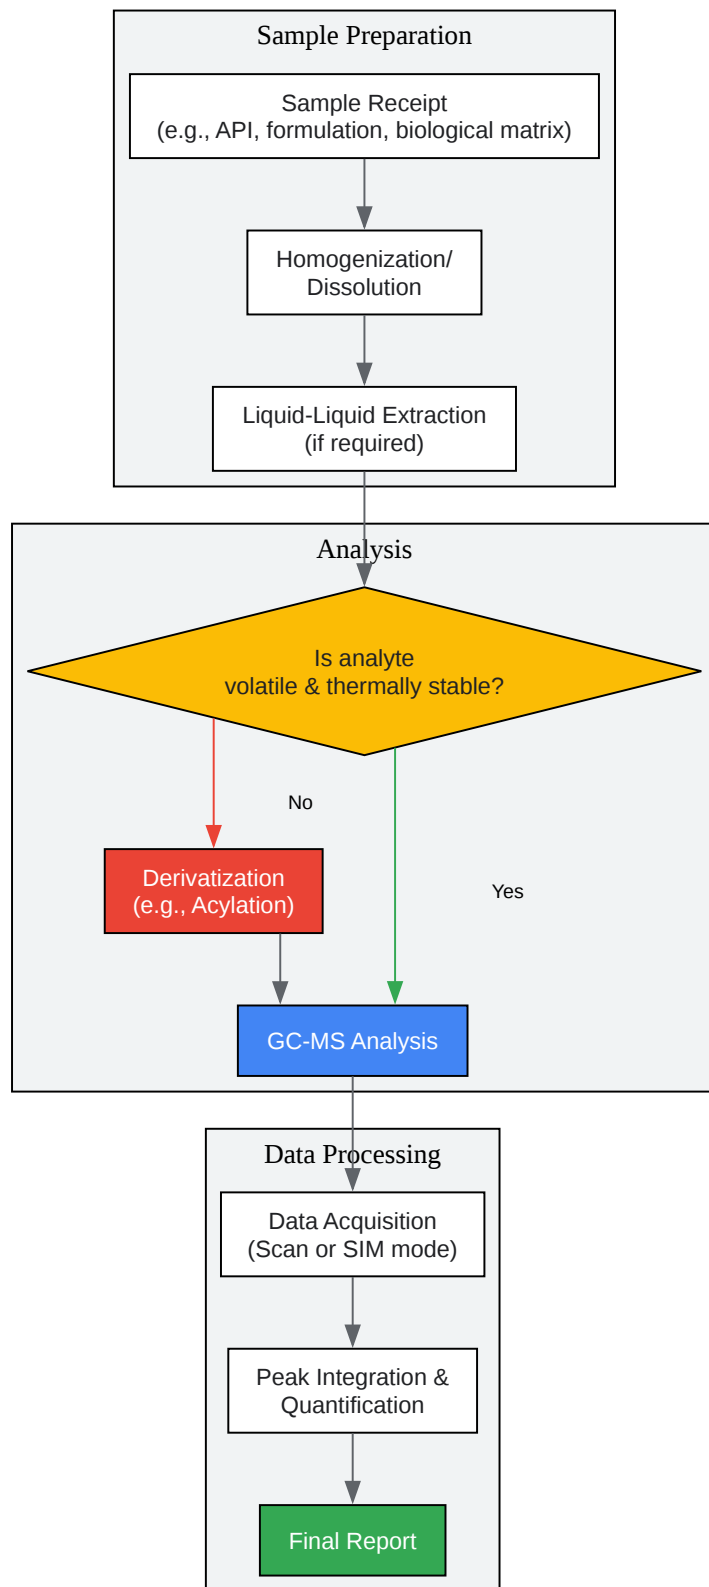 Sample Preparation
Sample Receipt
(e.g., API, formulation, biological matrix)
Homogenization/
Dissolution
Liquid-Liquid Extraction
(if required)
Analysis
Is analyte
volatile & thermally stable?
No
Derivatization
(e.g., Acylation)
Yes
GC-MS Analysis
Data Processing
Data Acquisition
(Scan or SIM mode)
Peak Integration &
Quantification
Final Report